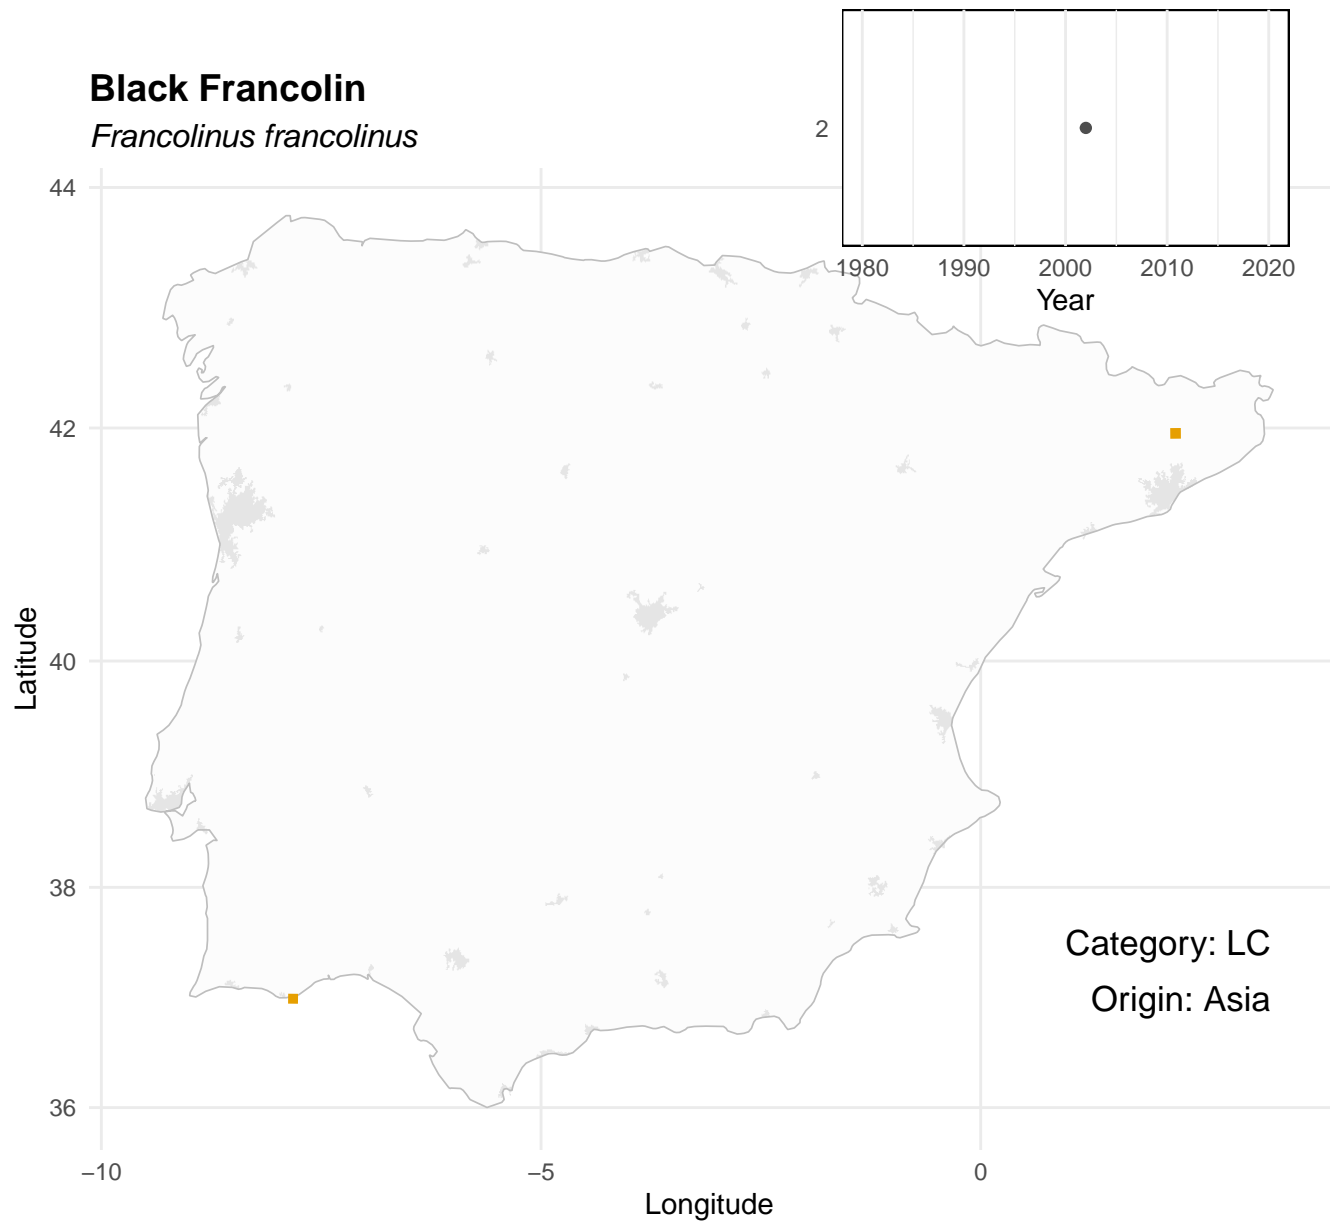 Black Francolin
Francolinus francolinus
2
1980 1990 2000 2010 2020
Year
44
42
40
38
36
Latitude
Category: LC
Origin: Asia
−10 −5 0
Longitude